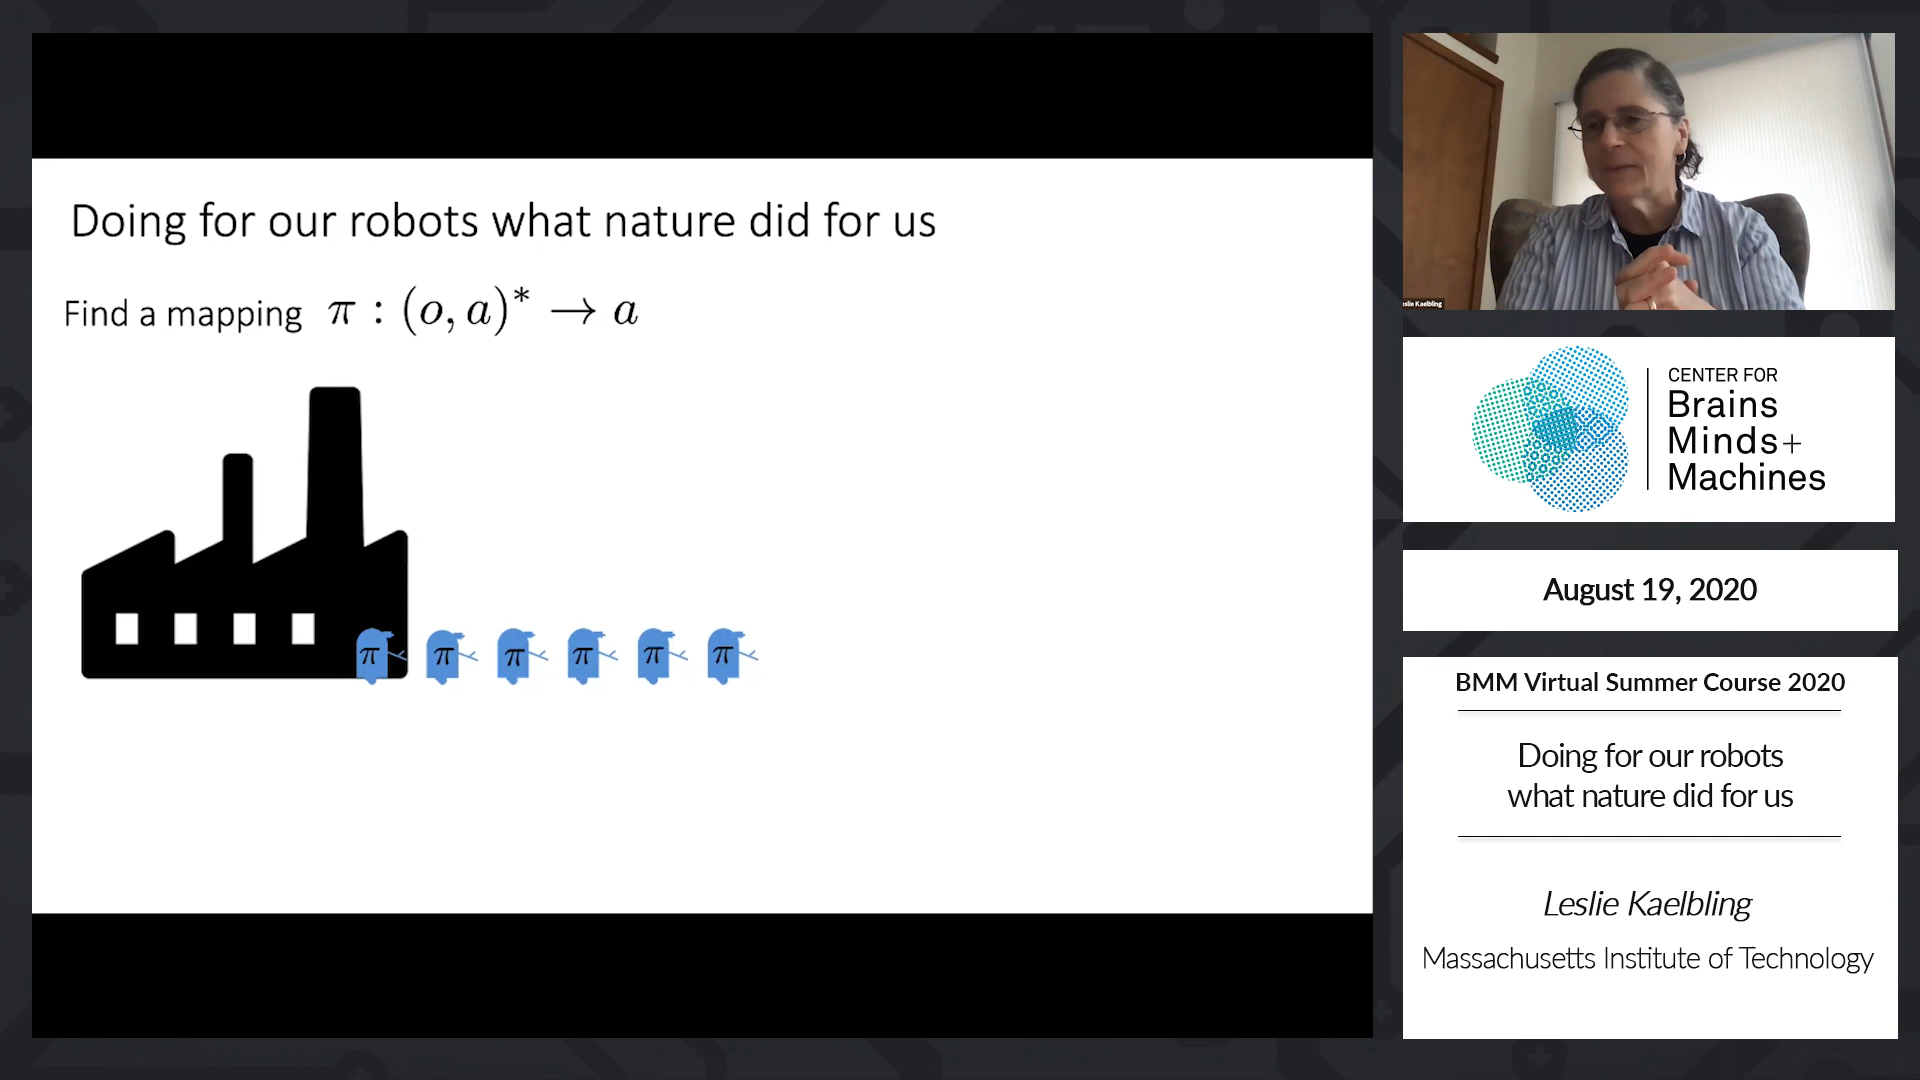 Doing for our robots what nature did for us
Find a mapping π : (o, a)* → a
π π π π π π
Leslie Kaelbling
CENTER FOR
Brains
Minds+
Machines
August 19, 2020
BMM Virtual Summer Course 2020
Doing for our robots
what nature did for us
Leslie Kaelbling
Massachusetts Institute of Technology